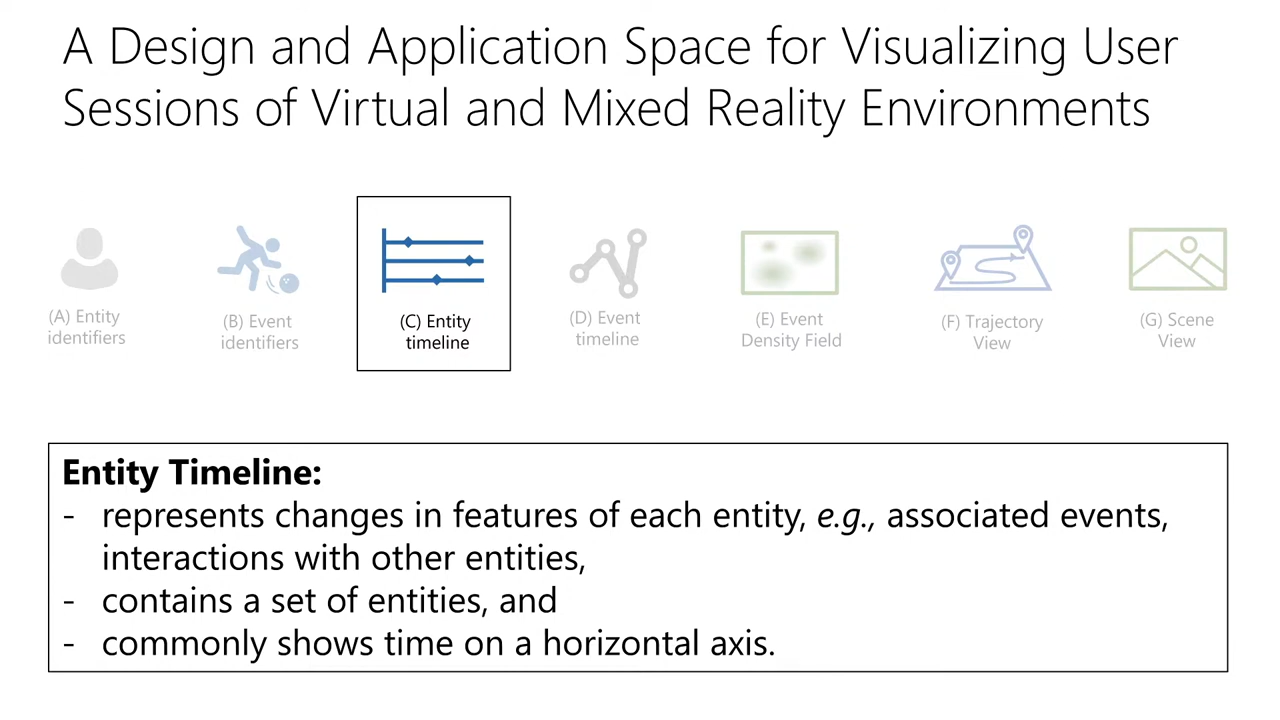 A Design and Application Space for Visualizing User
Sessions of Virtual and Mixed Reality Environments
(A) Entity
identifiers
(B) Event
identifiers
(C) Entity
timeline
(D) Event
timeline
(E) Event
Density Field
(F) Trajectory
View
(G) Scene
View
Entity Timeline:
- represents changes in features of each entity, e.g., associated events,
interactions with other entities,
- contains a set of entities, and
- commonly shows time on a horizontal axis.